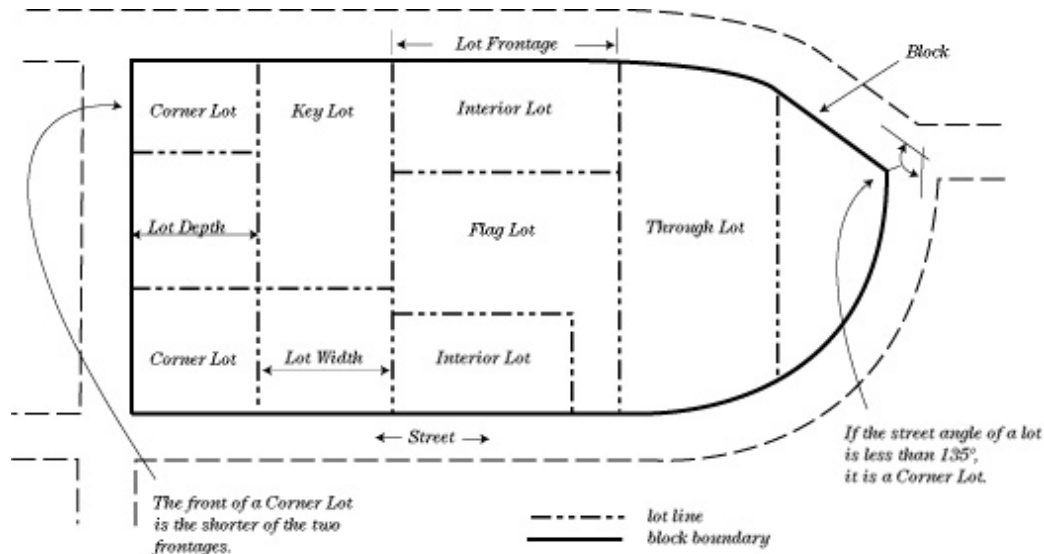 Lot Frontage
Block
Corner Lot
Key Lot
Interior Lot
Lot Depth
Flag Lot
Through Lot
Corner Lot
Lot Width
Interior Lot
Street
If the street angle of a lot
is less than 135°,
it is a Corner Lot.
The front of a Corner Lot
is the shorter of the two
frontages.
lot line
block boundary